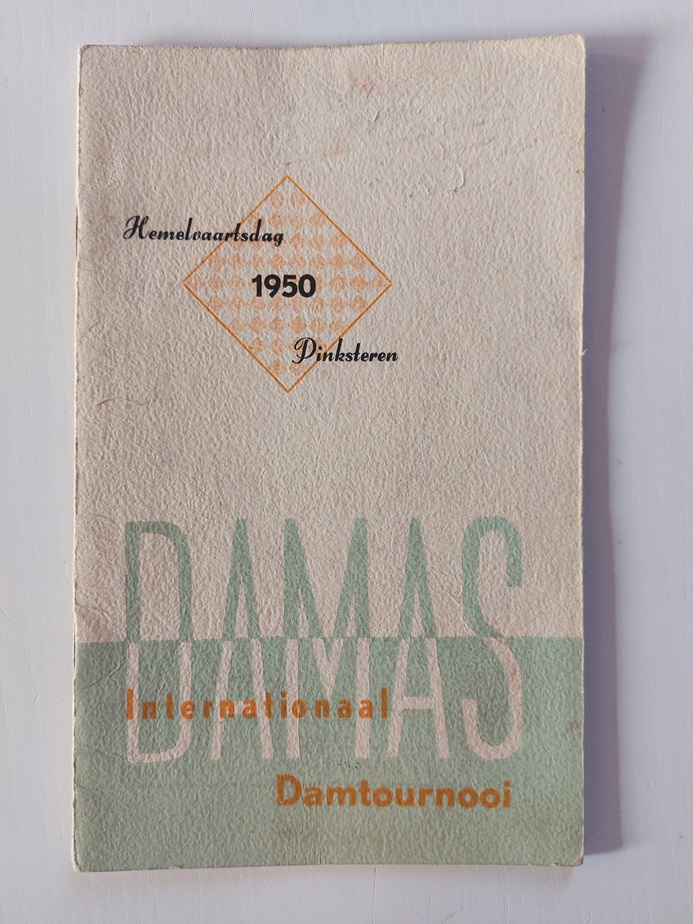 Hemelvaartsdag
1950
Pinksteren
DAMAS
Internationaal
Damtournooi